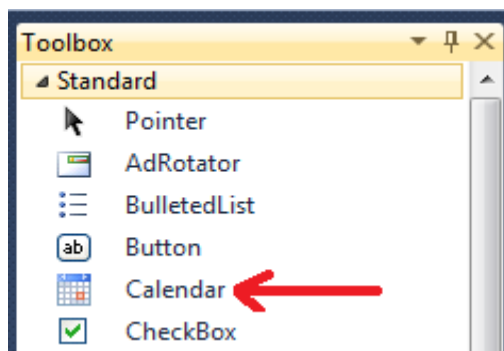 Toolbox
Standard
Pointer
AdRotator
BulletedList
ab Button
Calendar
CheckBox